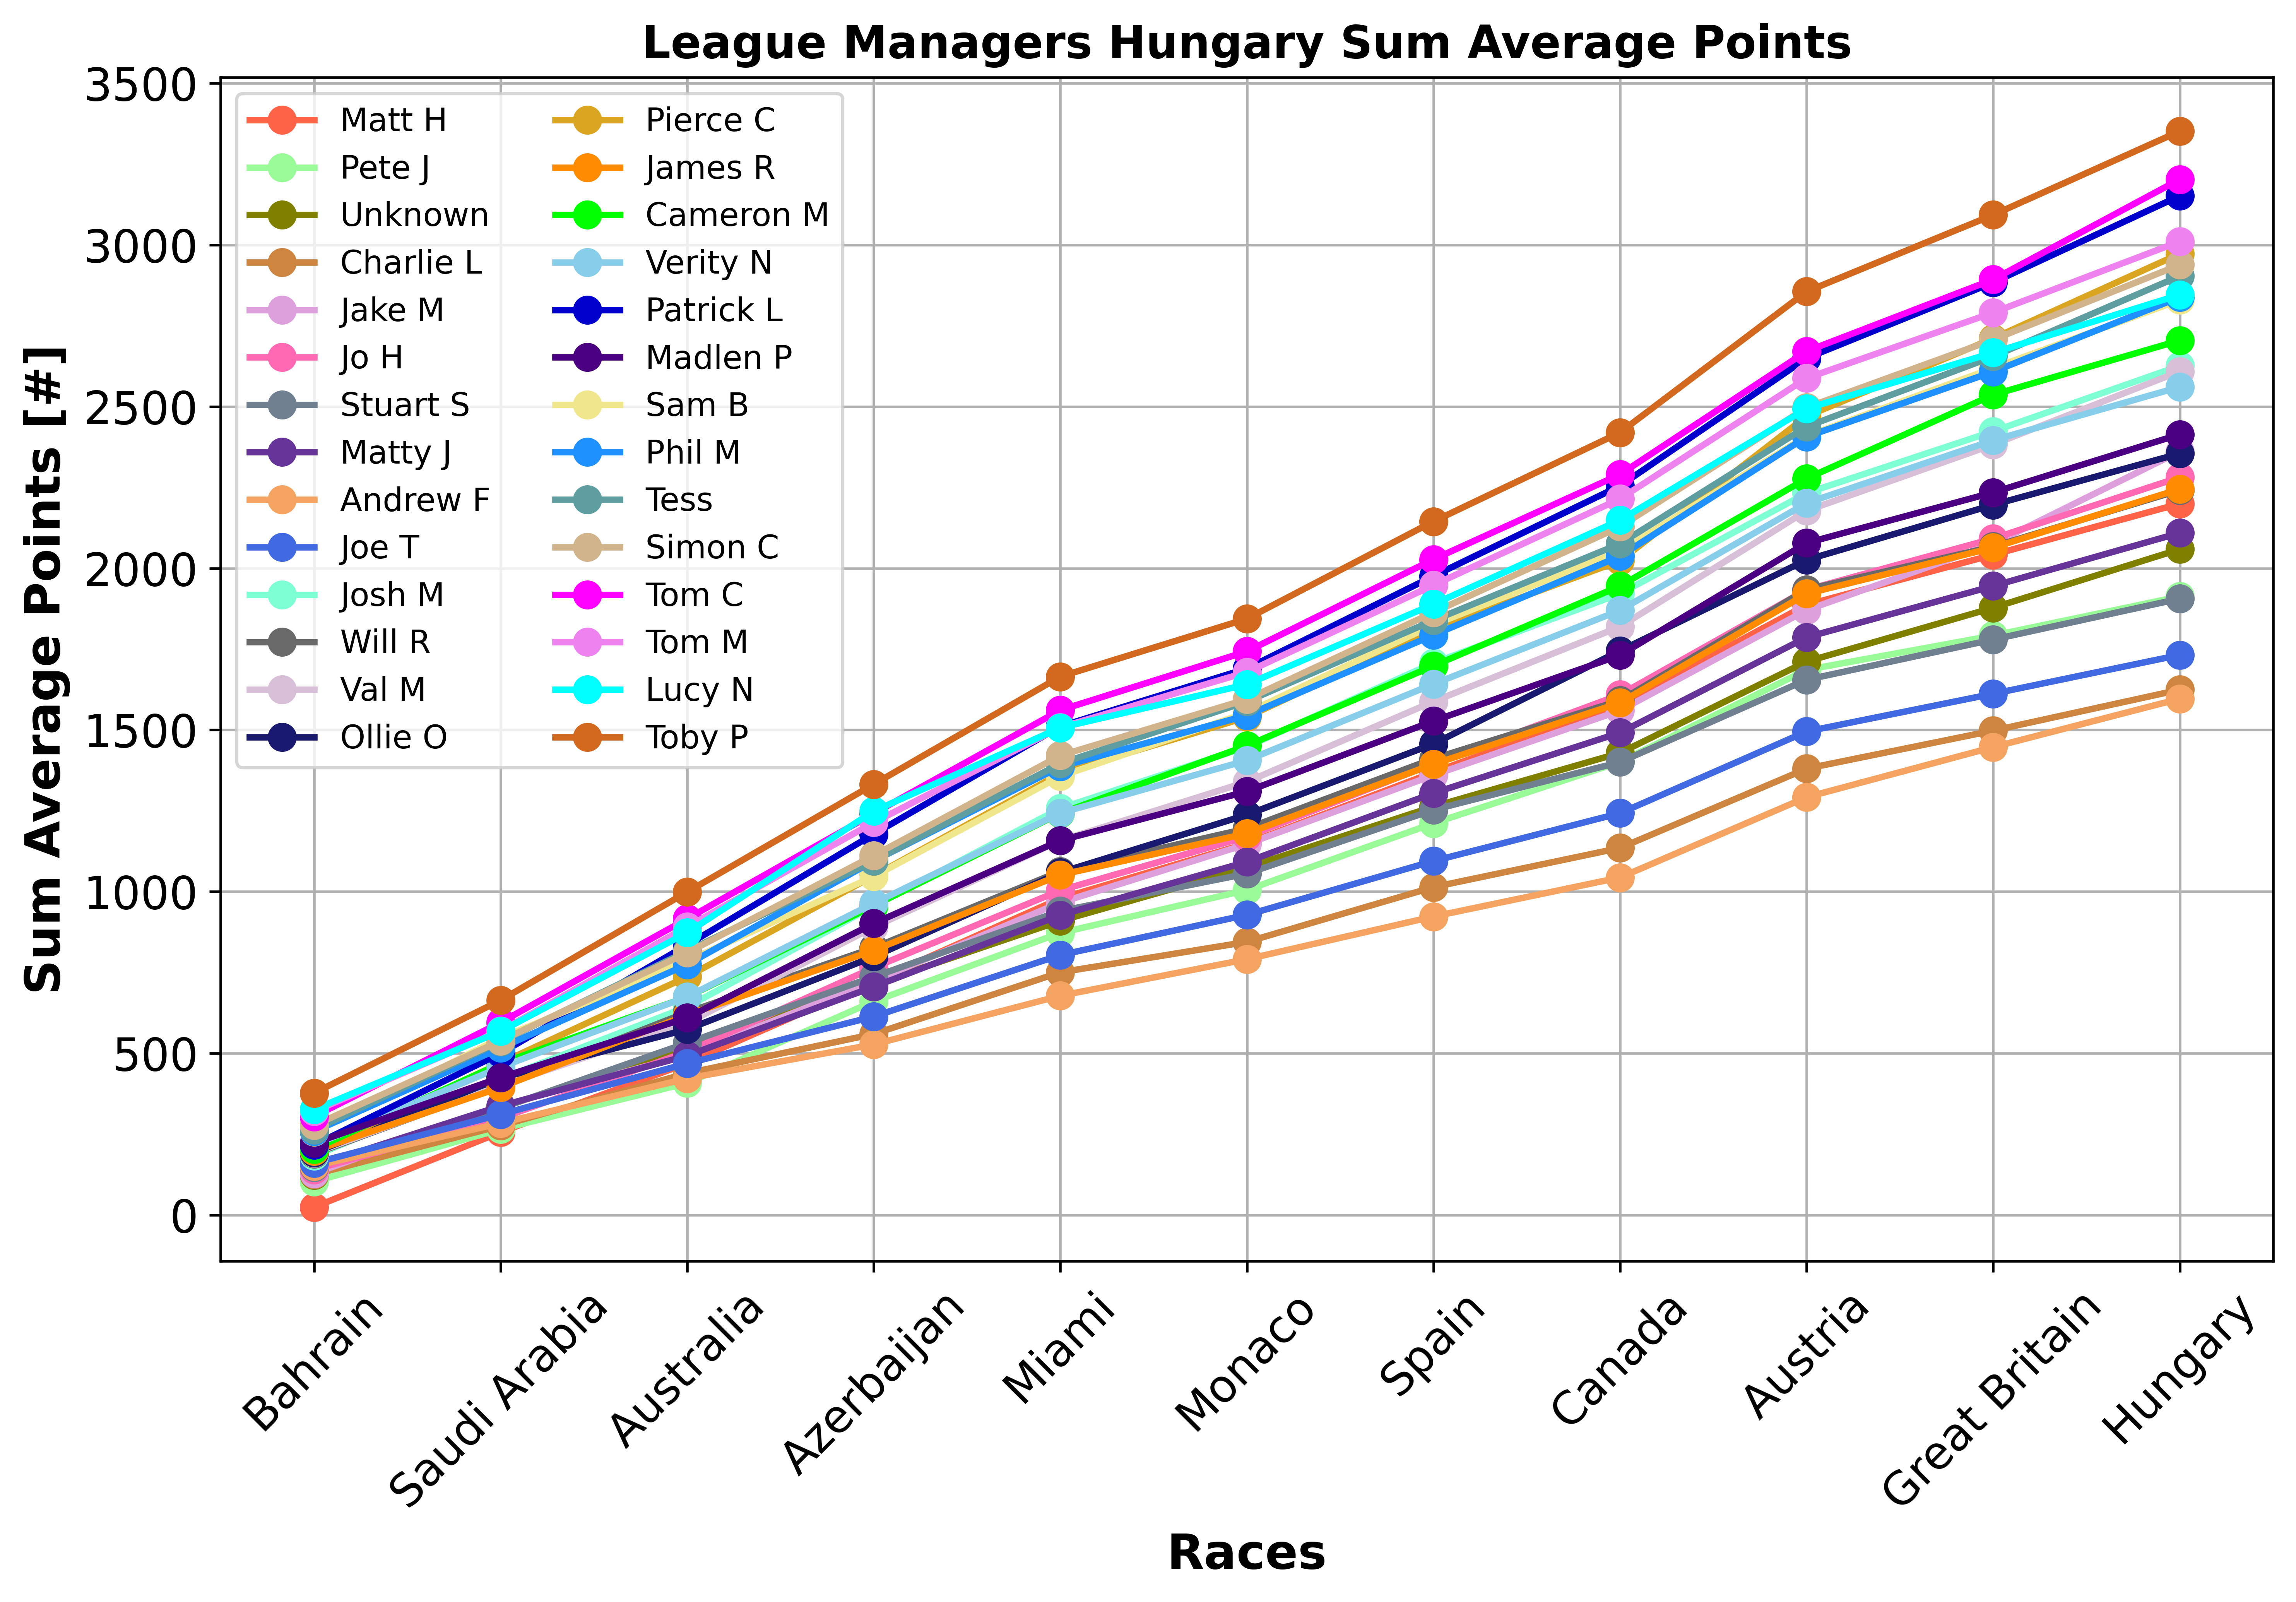 League Managers Hungary Sum Average Points
Sum Average Points [#]
3500
3000
2500
2000
1500
1000
500
0
Matt H
Pete J
Unknown
Charlie L
Jake M
Jo H
Stuart S
Matty J
Andrew F
Joe T
Josh M
Will R
Val M
Ollie O
Pierce C
James R
Cameron M
Verity N
Patrick L
Madlen P
Sam B
Phil M
Tess
Simon C
Tom C
Tom M
Lucy N
Toby P
Bahrain
Saudi Arabia
Australia
Azerbaijan
Miami
Monaco
Spain
Canada
Austria
Great Britain
Hungary
Races